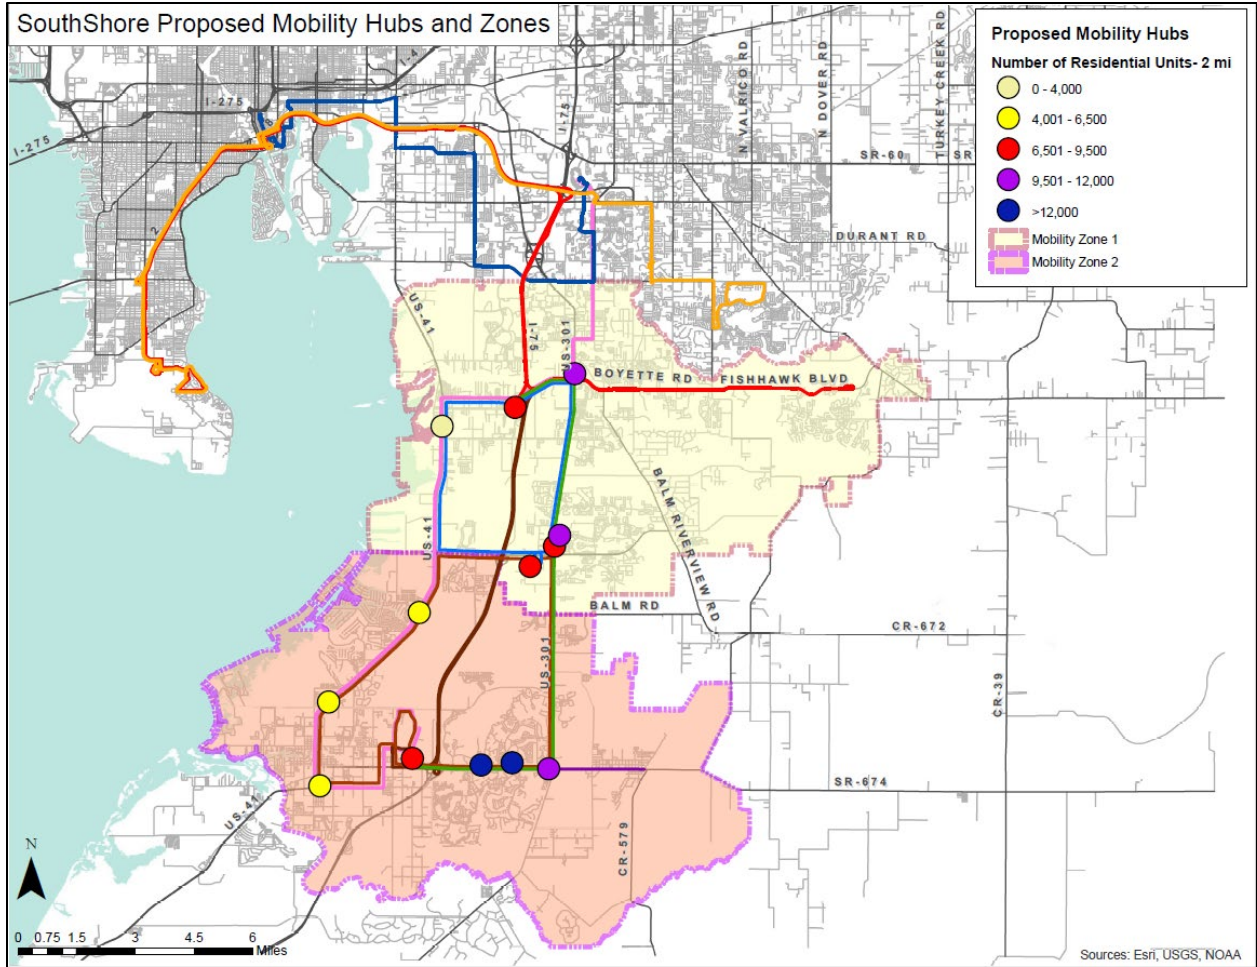 SouthShore Proposed Mobility Hubs and Zones
Proposed Mobility Hubs
Number of Residential Units- 2 mi
0 - 4,000
4,001 - 6,500
6,501 - 9,500
9,501 - 12,000
>12,000
Mobility Zone 1
Mobility Zone 2
I-4
I-275
I-275
I-75
N VALRICO RD
N DOVER RD
TURKEY CREEK RD
SR-60
SR
DURANT RD
US-41
I-75
US-301
BOYETTE RD
FISHHAWK BLVD
US-41
BALM RIVERVIEW RD
BALM RD
CR-672
US-301
CR-39
SR-674
US-41
CR-579
N
0 0.75 1.5 3 4.5 6
Miles
Sources: Esri, USGS, NOAA